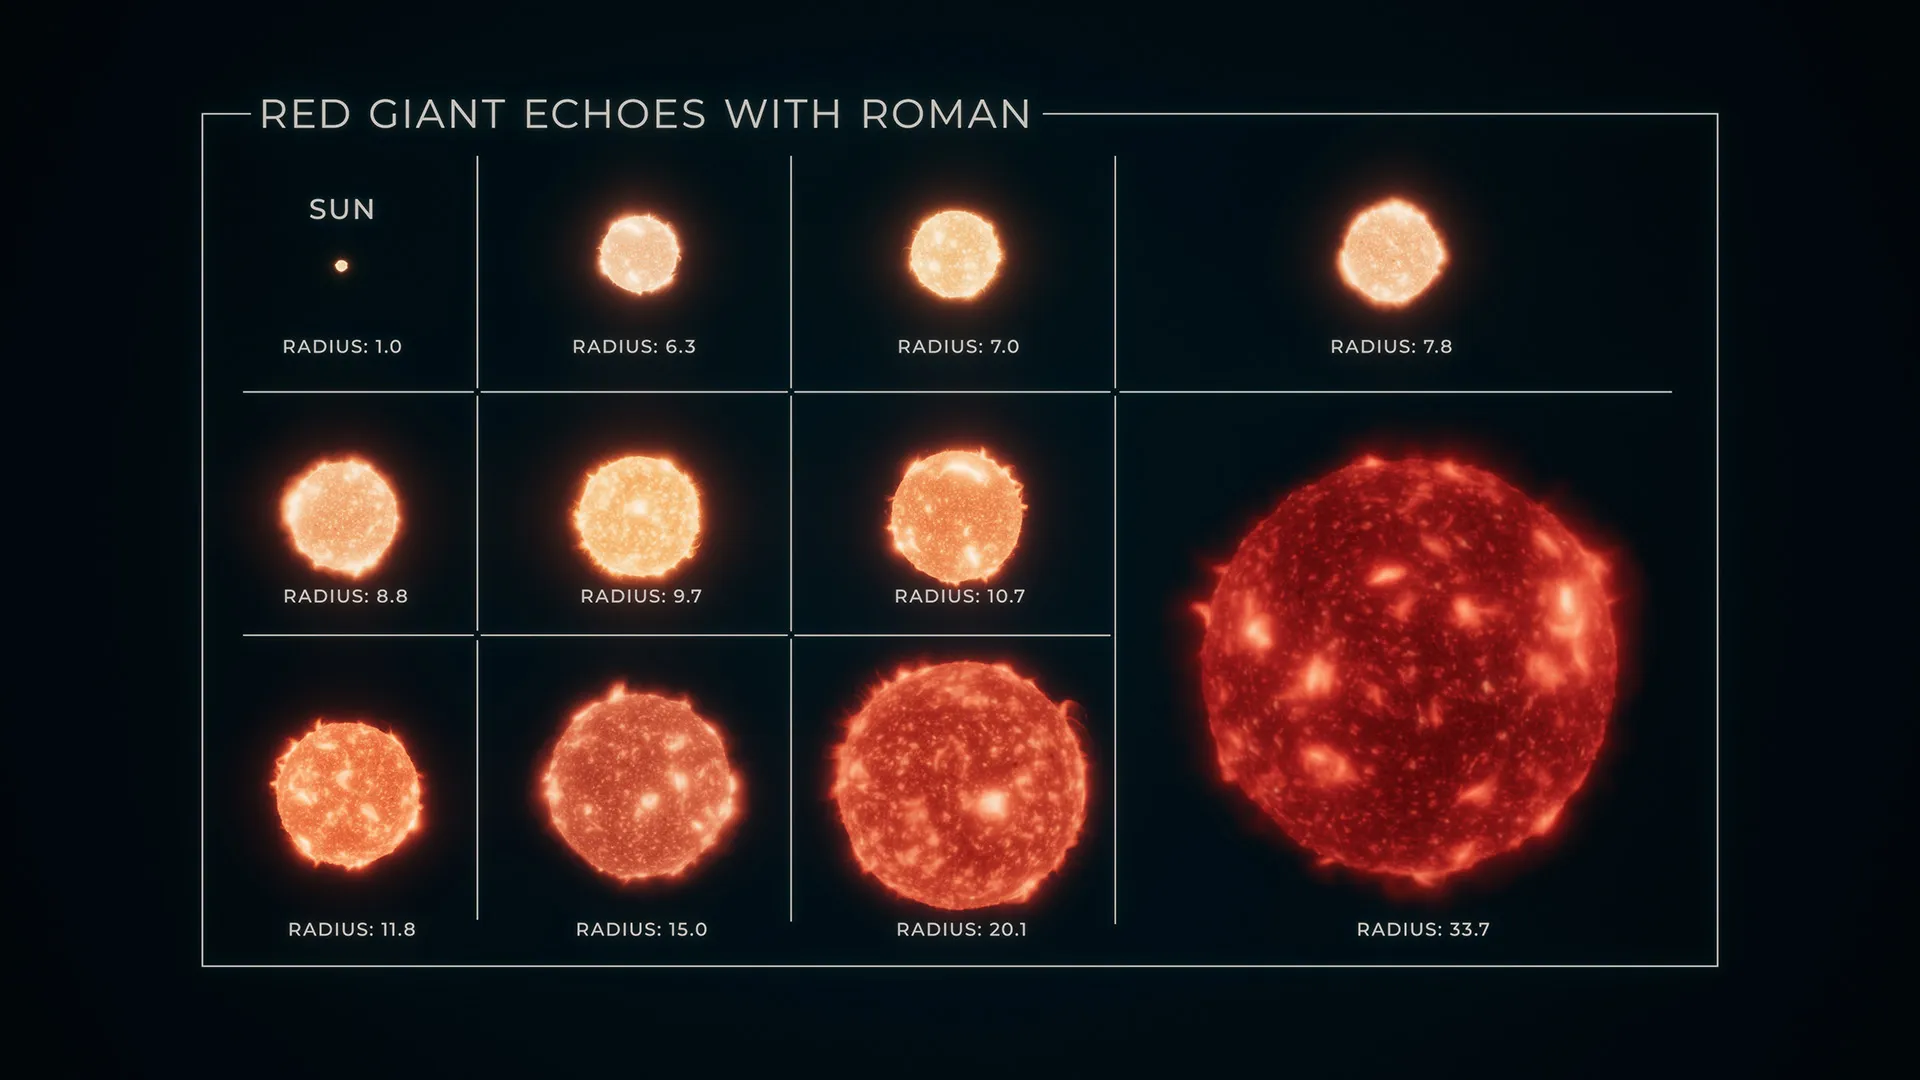 RED GIANT ECHOES WITH ROMAN
SUN
RADIUS: 1.0
RADIUS: 6.3
RADIUS: 7.0
RADIUS: 7.8
RADIUS: 8.8
RADIUS: 9.7
RADIUS: 10.7
RADIUS: 11.8
RADIUS: 15.0
RADIUS: 20.1
RADIUS: 33.7